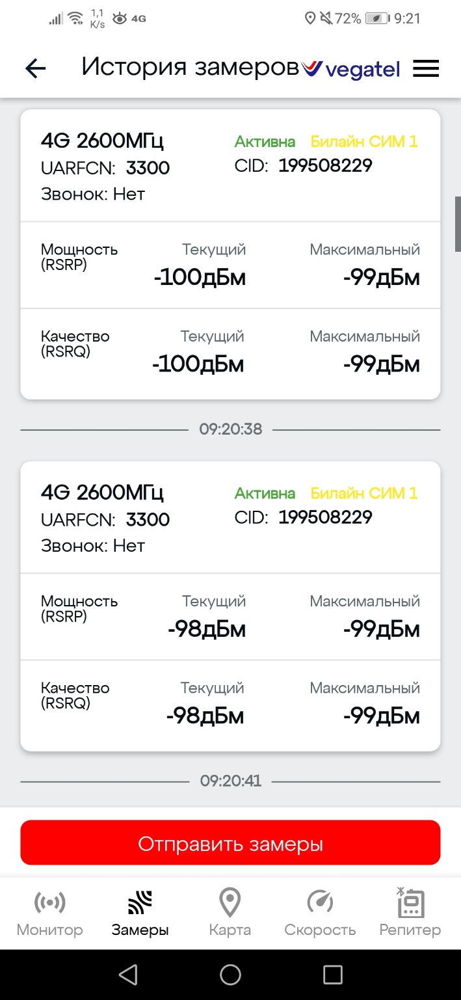 1,1
K/s
4G
72%
9:21
История замеров
vegatel
4G 2600МГц
Активна Билайн СИМ 1
UARFCN: 3300
CID: 199508229
Звонок: Нет
Мощность
(RSRP)
Текущий
-100дБм
Максимальный
-99дБм
Качество
(RSRQ)
Текущий
-100дБм
Максимальный
-99дБм
09:20:38
4G 2600МГц
Активна Билайн СИМ 1
UARFCN: 3300
CID: 199508229
Звонок: Нет
Мощность
(RSRP)
Текущий
-98дБм
Максимальный
-99дБм
Качество
(RSRQ)
Текущий
-98дБм
Максимальный
-99дБм
09:20:41
Отправить замеры
Монитор
Замеры
Карта
Скорость
Репитер